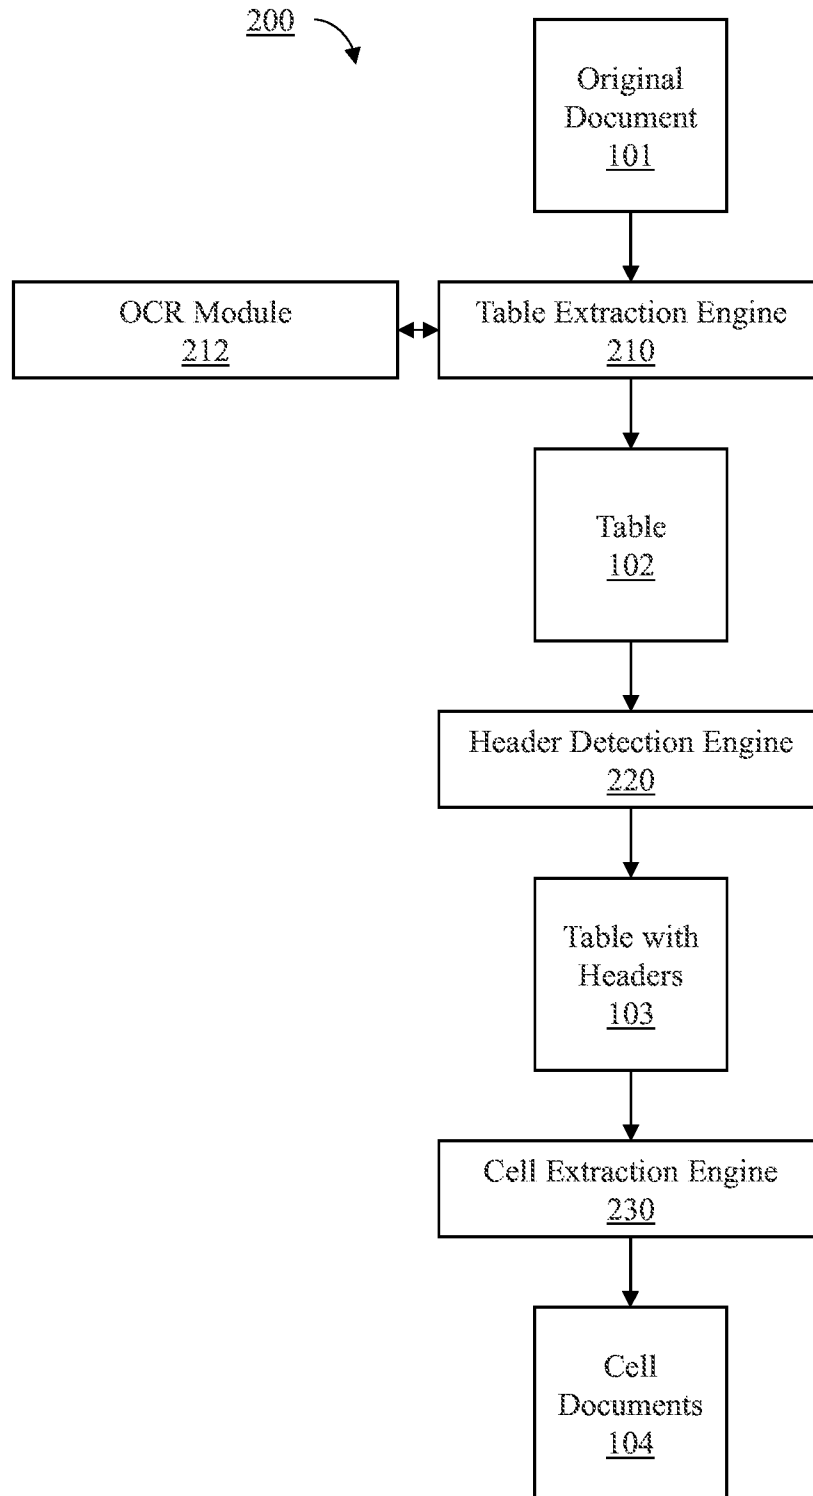 200
Original
Document
101
OCR Module
212
Table Extraction Engine
210
Table
102
Header Detection Engine
220
Table with
Headers
103
Cell Extraction Engine
230
Cell
Documents
104